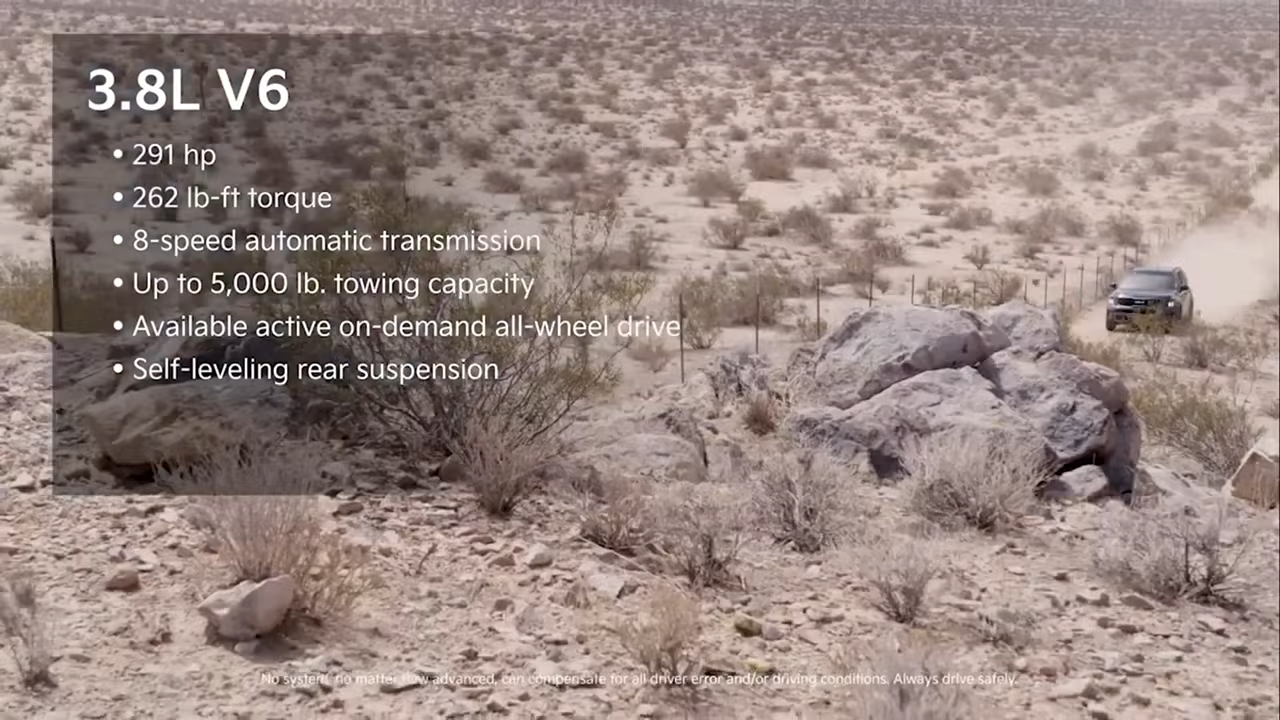 3.8L V6
• 291 hp
• 262 lb-ft torque
• 8-speed automatic transmission
• Up to 5,000 lb. towing capacity
• Available active on-demand all-wheel drive
• Self-leveling rear suspension
No system, no matter how advanced, can compensate for all driver error and/or driving conditions. Always drive safely.